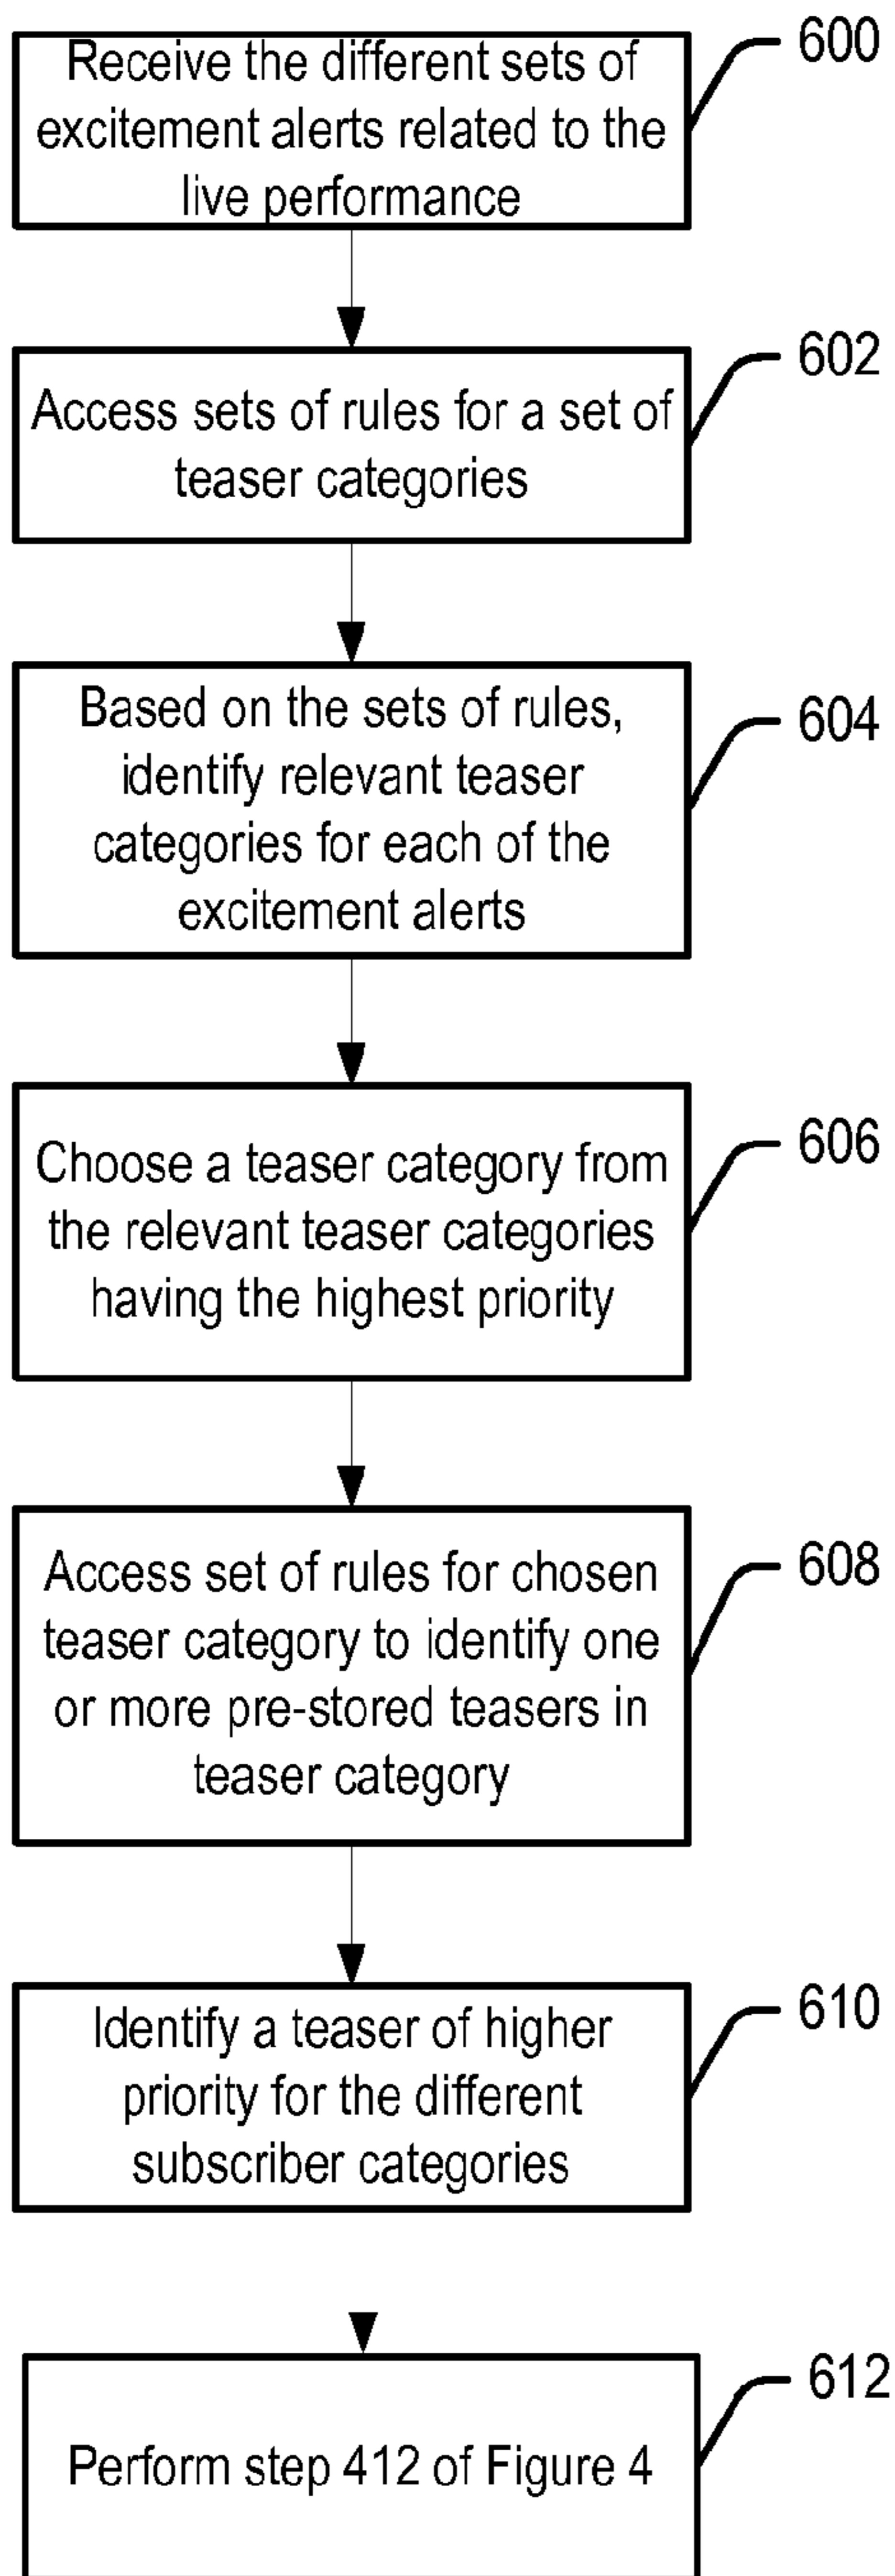 600
Receive the different sets of
excitement alerts related to the
live performance
602
Access sets of rules for a set of
teaser categories
604
Based on the sets of rules,
identify relevant teaser
categories for each of the
excitement alerts
606
Choose a teaser category from
the relevant teaser categories
having the highest priority
608
Access set of rules for chosen
teaser category to identify one
or more pre-stored teasers in
teaser category
610
Identify a teaser of higher
priority for the different
subscriber categories
612
Perform step 412 of Figure 4